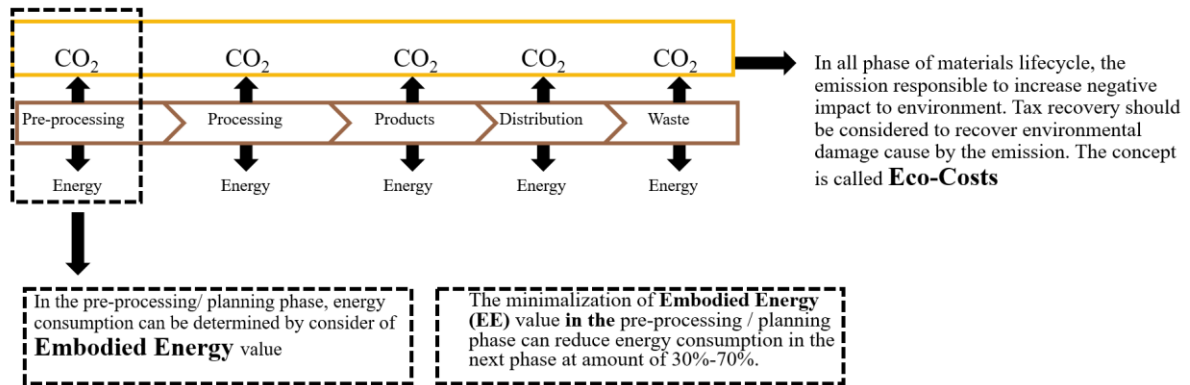 CO₂ CO₂ CO₂ CO₂ CO₂
Pre-processing Processing Products Distribution Waste
Energy Energy Energy Energy Energy
In all phase of materials lifecycle, the
emission responsible to increase negative
impact to environment. Tax recovery should
be considered to recover environmental
damage cause by the emission. The concept
is called Eco-Costs
In the pre-processing/ planning phase, energy
consumption can be determined by consider of
Embodied Energy value
The minimalization of Embodied Energy
(EE) value in the pre-processing / planning
phase can reduce energy consumption in the
next phase at amount of 30%-70%.